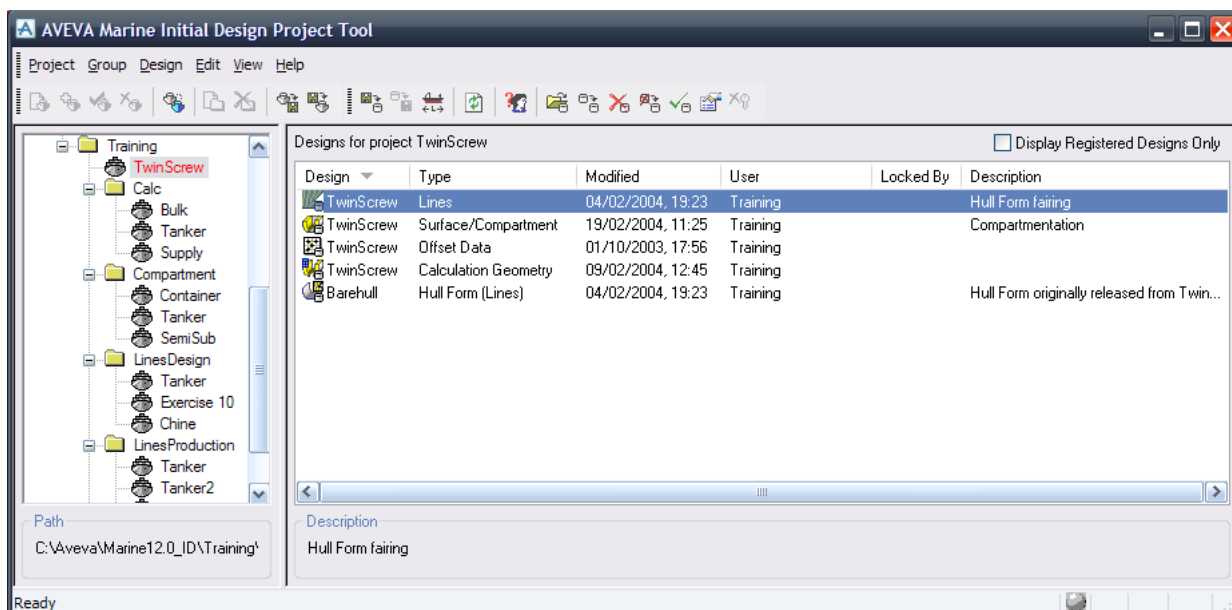 AVEVA Marine Initial Design Project Tool
Project Group Design Edit View Help
Training
TwinScrew
Calc
Bulk
Tanker
Supply
Compartment
Container
Tanker
SemiSub
LinesDesign
Tanker
Exercise 10
Chine
LinesProduction
Tanker
Tanker2
Path
C:\Aveva\Marine12.0_ID\Training\
Designs for project TwinScrew
Display Registered Designs Only
Design Type Modified User Locked By Description
TwinScrew Lines 04/02/2004, 19:23 Training Hull Form fairing
TwinScrew Surface/Compartment 19/02/2004, 11:25 Training Compartmentation
TwinScrew Offset Data 01/10/2003, 17:56 Training
TwinScrew Calculation Geometry 09/02/2004, 12:45 Training
Barehull Hull Form (Lines) 04/02/2004, 19:23 Training Hull Form originally released from Twin...
Description
Hull Form fairing
Ready